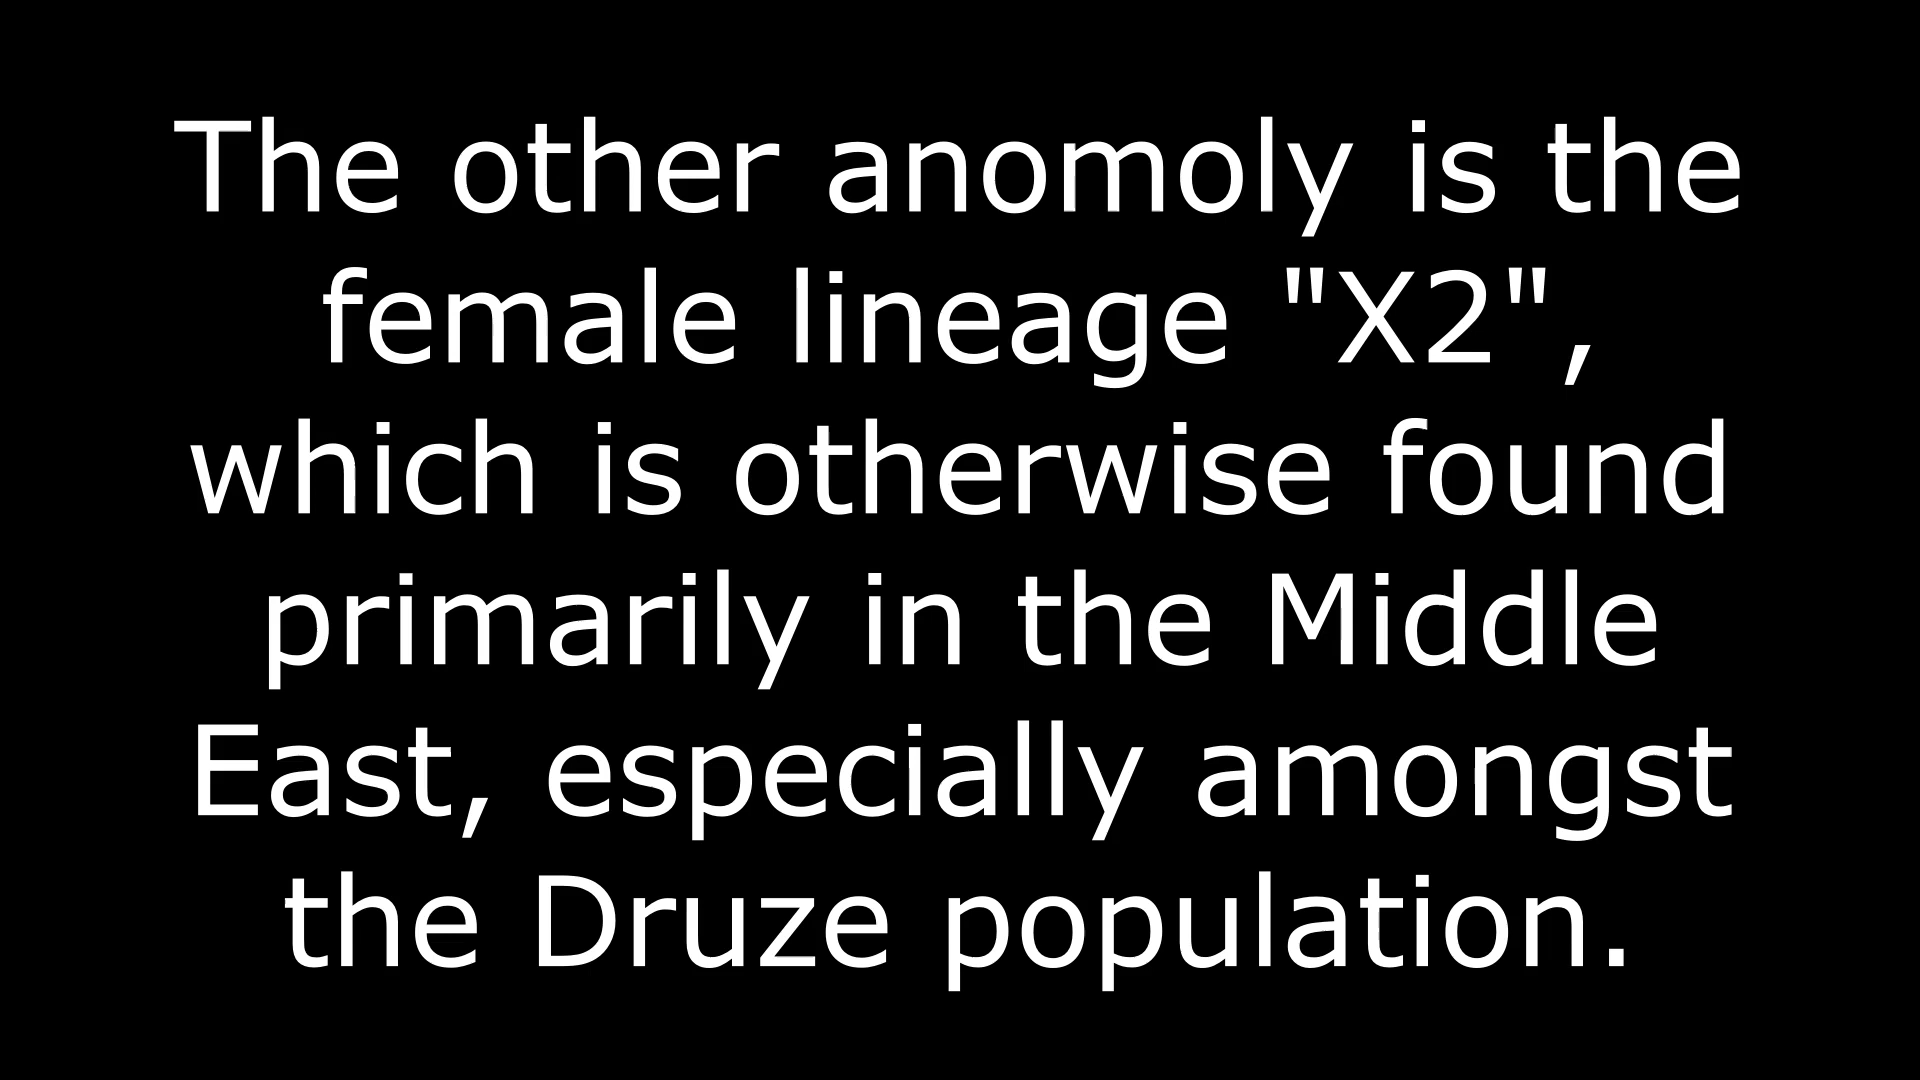 The other anomoly is the
female lineage "X2",
which is otherwise found
primarily in the Middle
East, especially amongst
the Druze population.